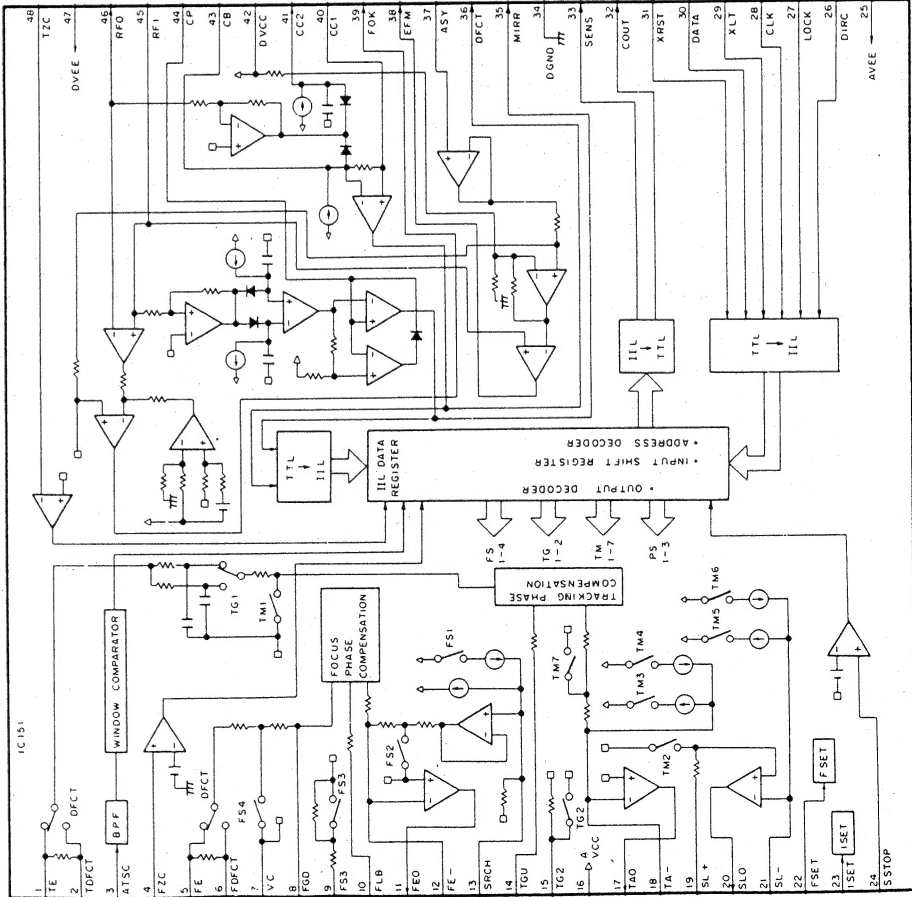 IC151
1 TE
2 TDFCT
3 ATSC
4 FZC
5 FE
6 FDFCT
7 VC
8 FGD
9 FS3
10 FLB
11 FEO
12 FE-
13 SRCH
14 TGU
15 TG2
16 AVCC
17 TAO
18 TA-
19 SL+
20 SLO
21 SL-
22 FSET
23 ISET
24 SSTOP
25 AVEE
26 DIRC
27 LOCK
28 CLK
29 XLT
30 DATA
31 XRST
32 COUT
33 SENS
34 DGND
35 MIRR
36 DFCT
37 ASY
38 EFM
39 FOK
40 CC1
41 CC2
42 DVCC
43 CB
44 CP
45 RFI
46 RFO
47 DVEE
48 TZC
DFCT
BPF
WINDOW COMPARATOR
DFCT
FS4
FS3
TG1
TM1
FOCUS
PHASE
COMPENSATION
FS2
FS1
TG2
TM7
TRACKING PHASE
COMPENSATION
TM2
TM3
TM4
TM5
TM6
FSET
ISET
FS
1-4
TG
1-2
TM
1-7
PS
1-3
TTL
IIL
IIL DATA
REGISTER
• OUTPUT
DECODER
• INPUT SHIFT REGISTER
• ADDRESS DECODER
IIL
TTL
TTL
IIL